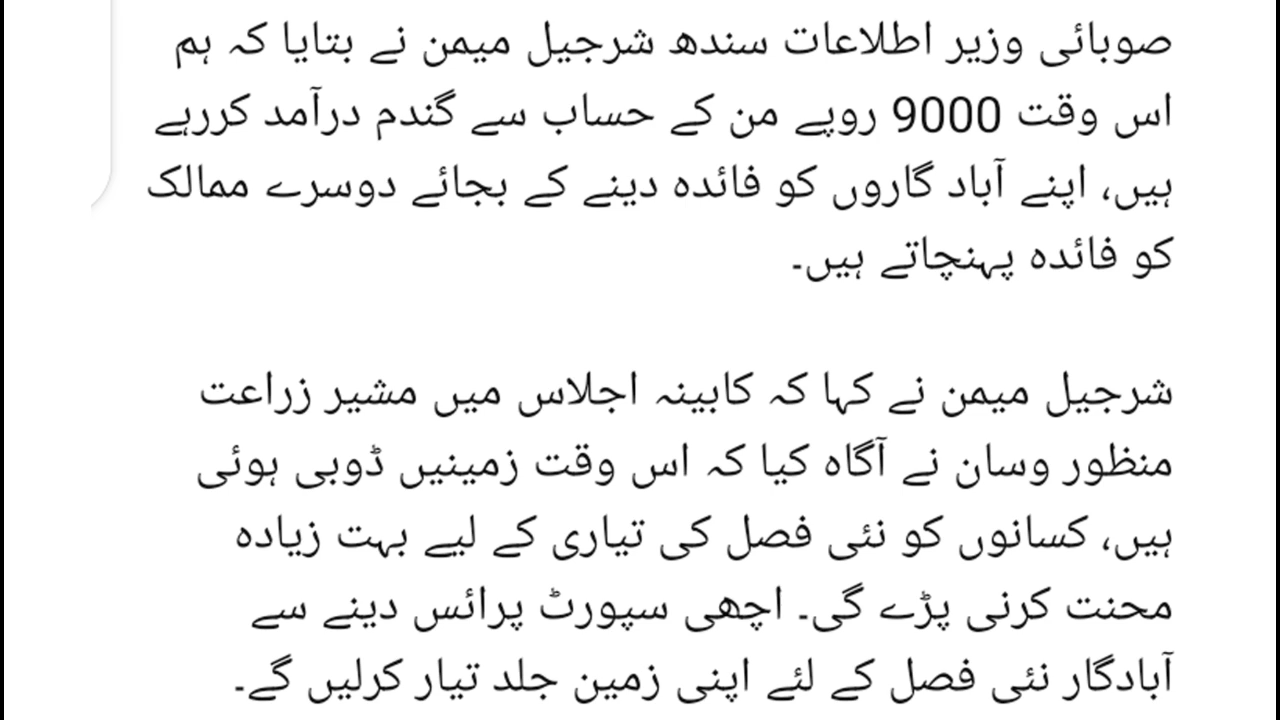 صوبائی وزیر اطلاعات سندھ شرجیل میمن نے بتایا کہ ہم
اس وقت 9000 روپے من کے حساب سے گندم درآمد کررہے
ہیں، اپنے آباد گاروں کو فائدہ دینے کے بجائے دوسرے ممالک
کو فائدہ پہنچاتے ہیں۔
شرجیل میمن نے کہا کہ کابینہ اجلاس میں مشیر زراعت
منظور وسان نے آگاہ کیا کہ اس وقت زمینیں ڈوبی ہوئی
ہیں، کسانوں کو نئی فصل کی تیاری کے لیے بہت زیادہ
محنت کرنی پڑے گی۔ اچھی سپورٹ پرائس دینے سے
آبادگار نئی فصل کے لئے اپنی زمین جلد تیار کرلیں گے۔